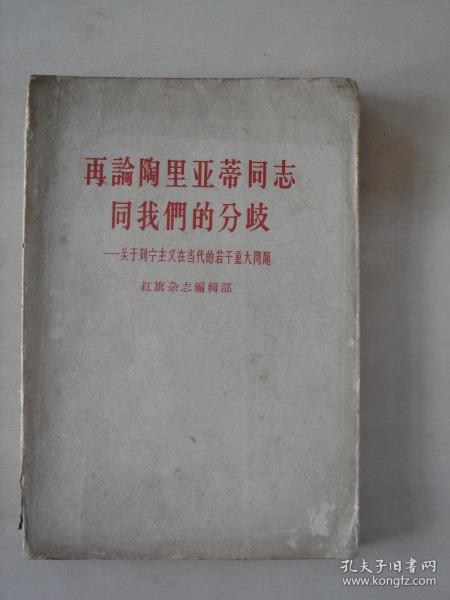 再論陶里亚蒂同志
同我們的分歧
——关于列宁主义在当代的若干重大問題
紅旗杂志編輯部
孔夫子旧书网
www.kongfz.com